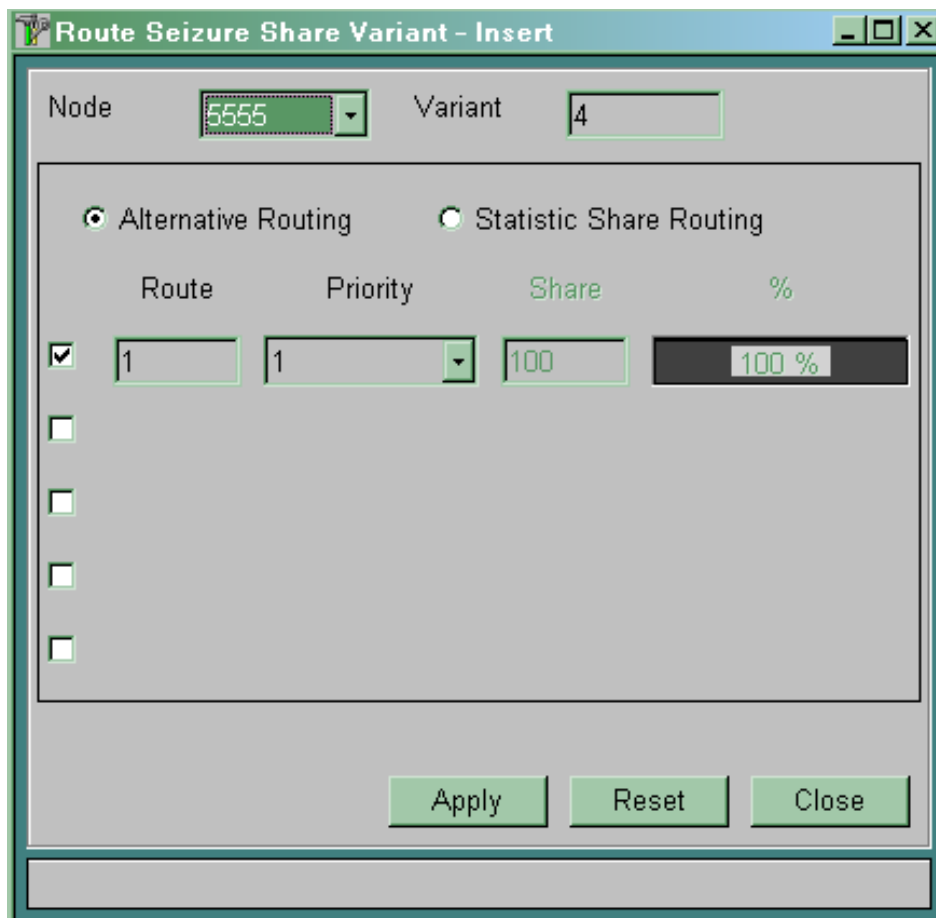 Route Seizure Share Variant - Insert
Node 5555 Variant 4
Alternative Routing Statistic Share Routing
Route Priority Share %
1 1 100 100 %
Apply Reset Close